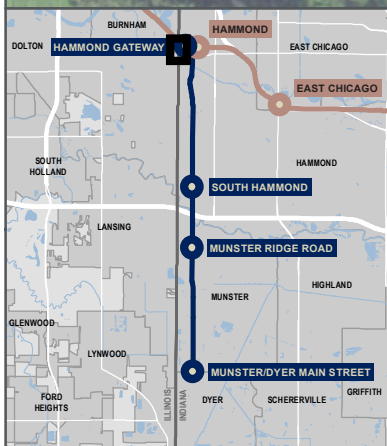 BURNHAM
HAMMOND
DOLTON
HAMMOND GATEWAY
EAST CHICAGO
EAST CHICAGO
SOUTH
HOLLAND
HAMMOND
SOUTH HAMMOND
LANSING
MUNSTER RIDGE ROAD
HIGHLAND
MUNSTER
GLENWOOD
LYNWOOD
MUNSTER/DYER MAIN STREET
ILLINOIS
INDIANA
FORD
HEIGHTS
DYER
SCHERERVILLE
GRIFFITH